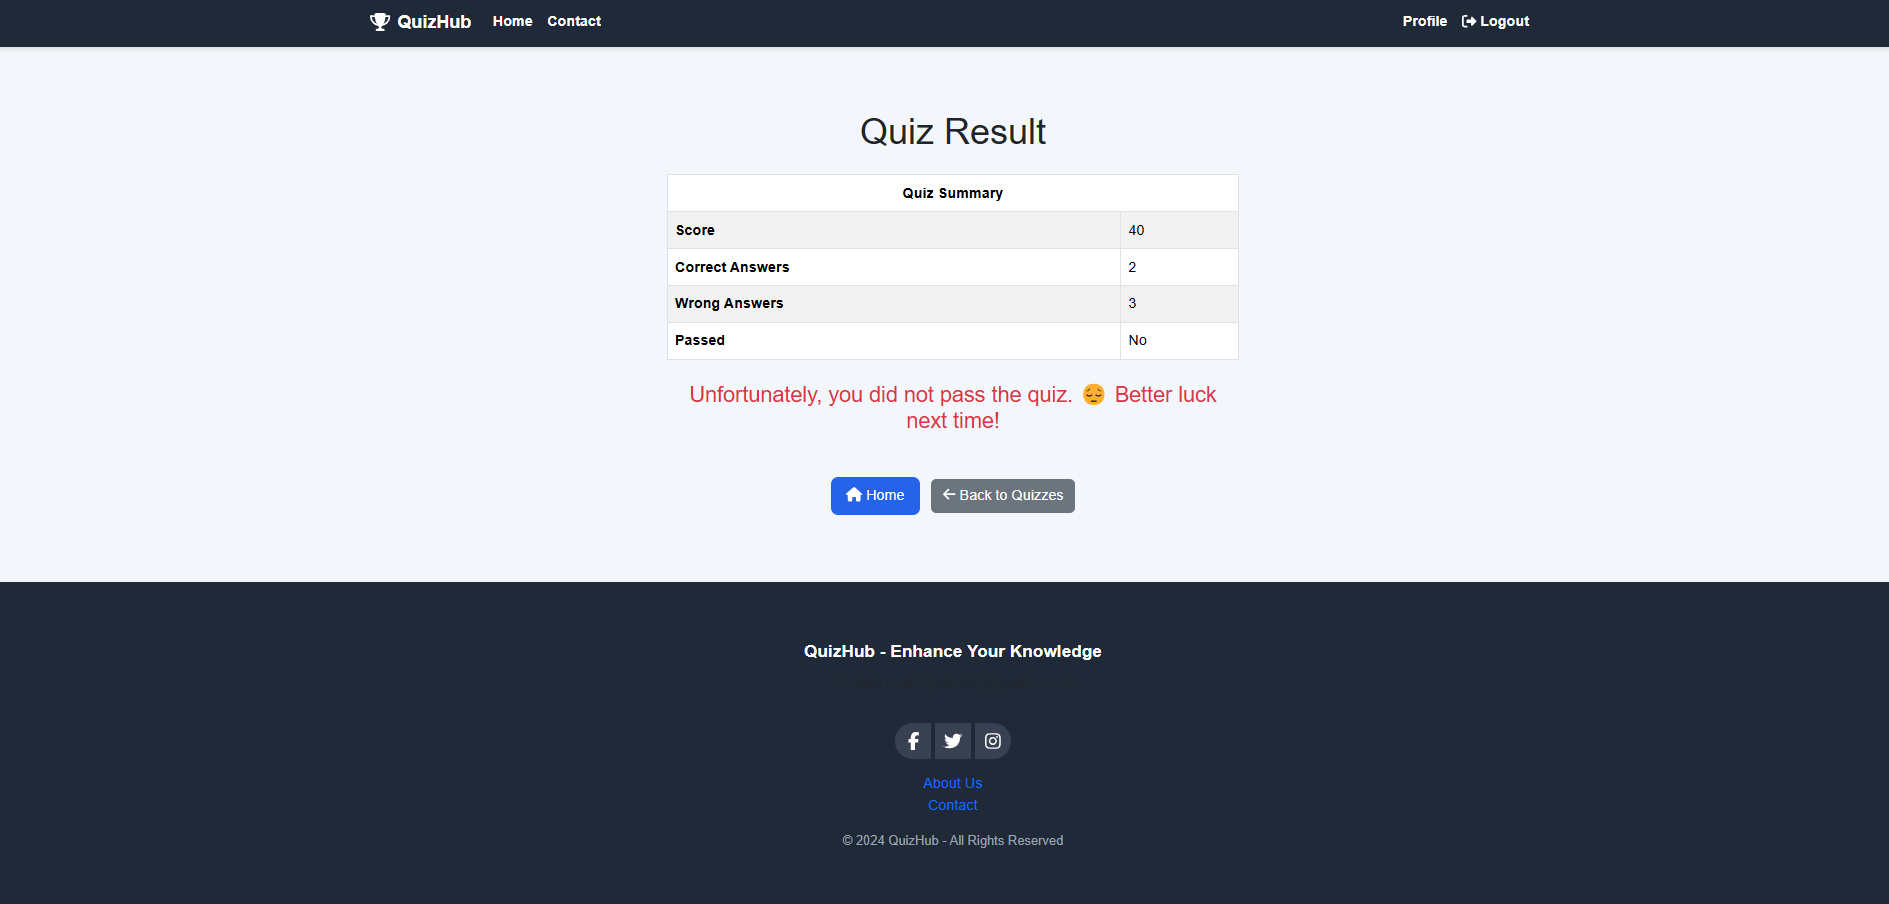 QuizHub Home Contact Profile Logout
Quiz Result
Quiz Summary
Score 40
Correct Answers 2
Wrong Answers 3
Passed No
Unfortunately, you did not pass the quiz. 😔 Better luck
next time!
Home Back to Quizzes
QuizHub - Enhance Your Knowledge
About Us
Contact
© 2024 QuizHub - All Rights Reserved